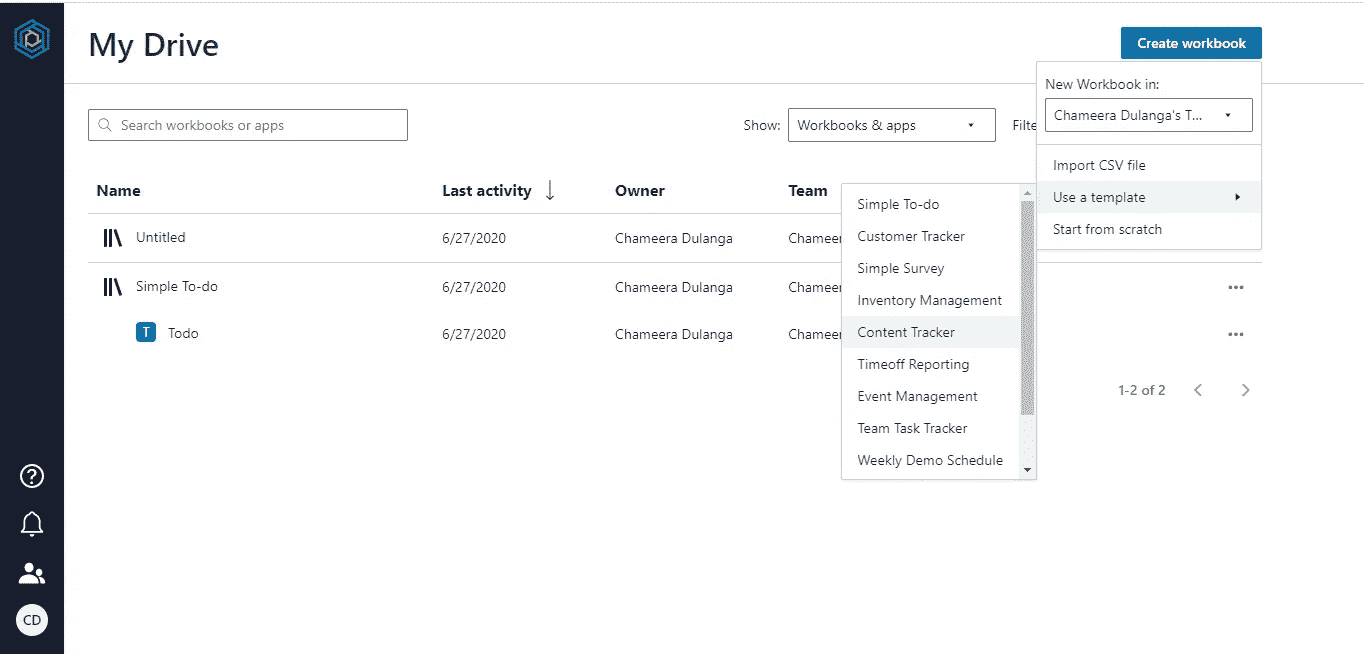 My Drive
Create workbook
New Workbook in:
Chameera Dulanga's T...
Search workbooks or apps
Show:
Workbooks & apps
Filte
Import CSV file
Use a template
Start from scratch
Name
Last activity
Owner
Team
Untitled
6/27/2020
Chameera Dulanga
Chameer
Simple To-do
6/27/2020
Chameera Dulanga
Chameer
T
Todo
6/27/2020
Chameera Dulanga
Chameer
Simple To-do
Customer Tracker
Simple Survey
Inventory Management
Content Tracker
Timeoff Reporting
Event Management
Team Task Tracker
Weekly Demo Schedule
1-2 of 2
CD